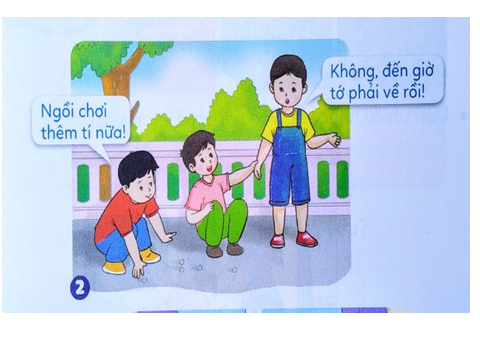 Ngồi chơi
thêm tí nữa!
Không, đến giờ
tớ phải về rồi!
2